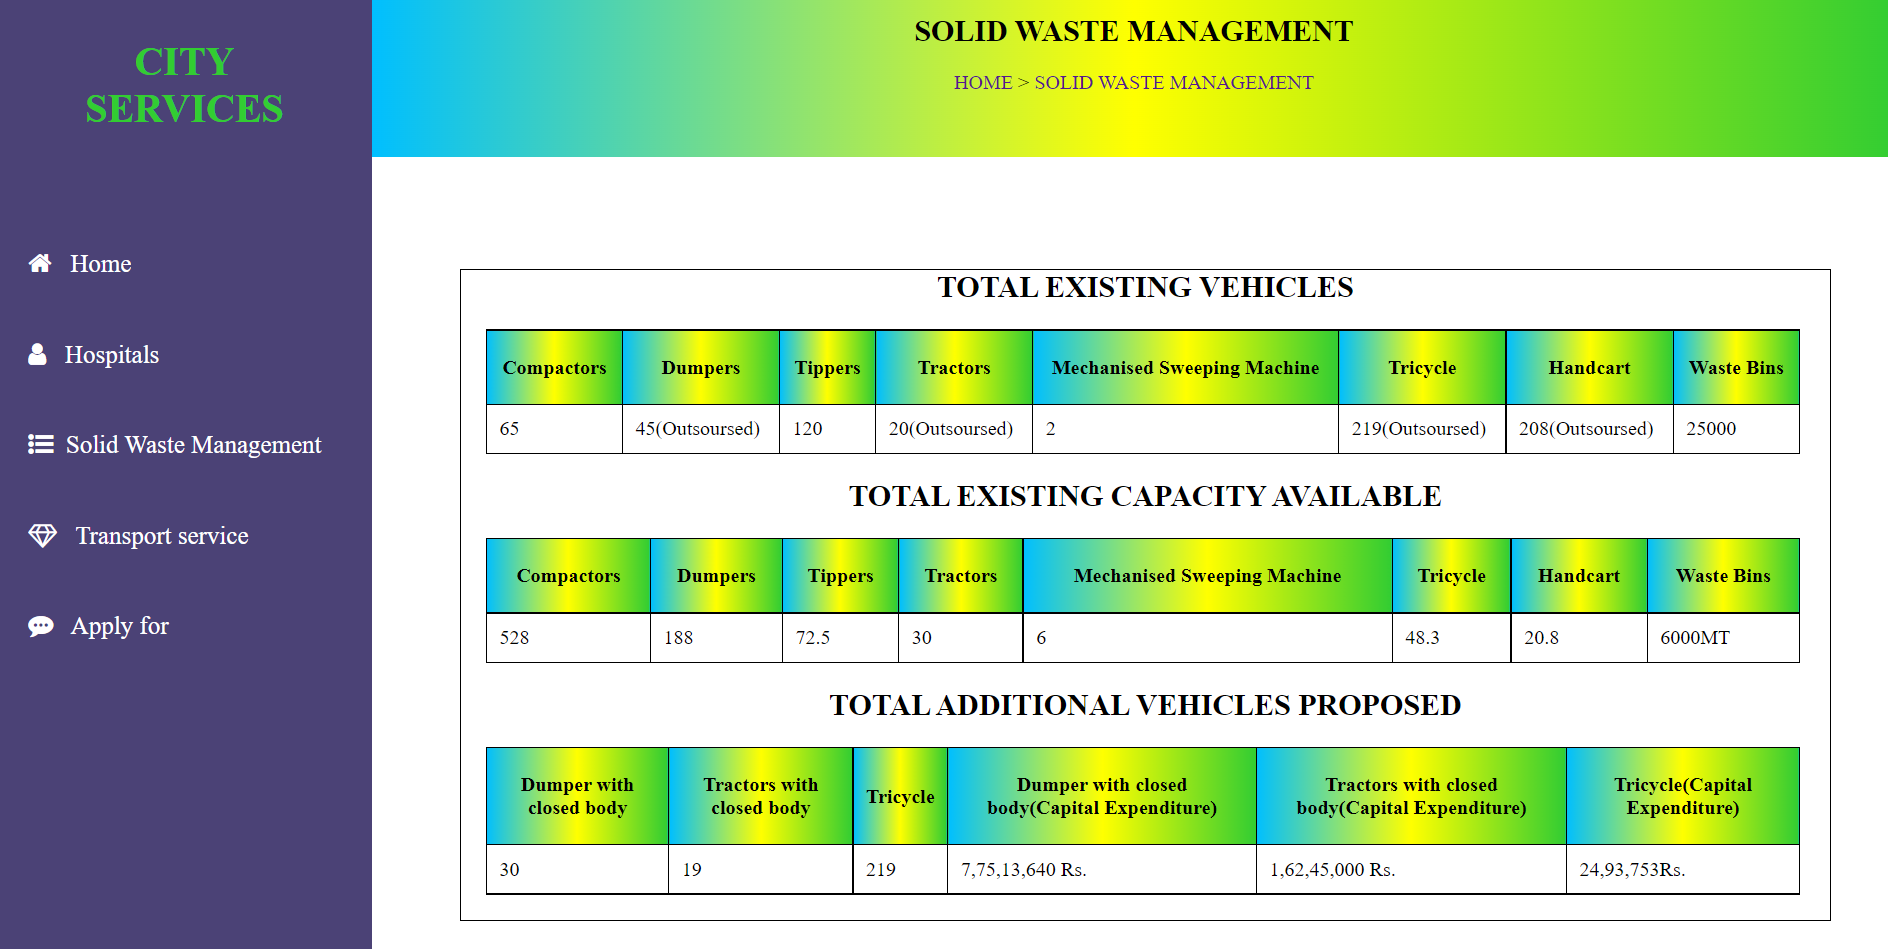 CITY
SERVICES
Home
Hospitals
Solid Waste Management
Transport service
Apply for
SOLID WASTE MANAGEMENT
HOME > SOLID WASTE MANAGEMENT
TOTAL EXISTING VEHICLES
Compactors Dumpers Tippers Tractors Mechanised Sweeping Machine Tricycle Handcart Waste Bins
65 45(Outsoursed) 120 20(Outsoursed) 2 219(Outsoursed) 208(Outsoursed) 25000
TOTAL EXISTING CAPACITY AVAILABLE
Compactors Dumpers Tippers Tractors Mechanised Sweeping Machine Tricycle Handcart Waste Bins
528 188 72.5 30 6 48.3 20.8 6000MT
TOTAL ADDITIONAL VEHICLES PROPOSED
Dumper with
closed body
Tractors with
closed body
Tricycle
Dumper with closed
body(Capital Expenditure)
Tractors with closed
body(Capital Expenditure)
Tricycle(Capital
Expenditure)
30 19 219 7,75,13,640 Rs. 1,62,45,000 Rs. 24,93,753Rs.